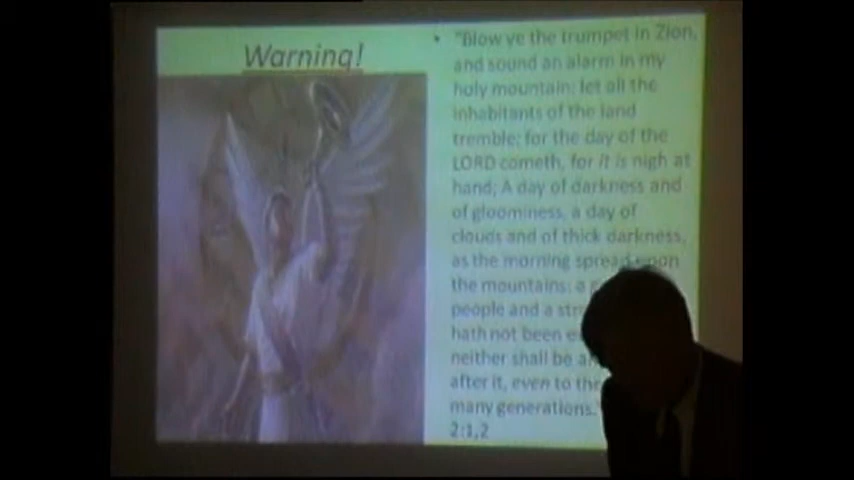 Warning!
• "Blow ye the trumpet in Zion,
and sound an alarm in my
holy mountain: let all the
inhabitants of the land
tremble; for the day of the
LORD cometh, for it is nigh at
hand; A day of darkness and
of gloominess, a day of
clouds and of thick darkness,
as the morning spread upon
the mountains: a
people and a
hath not been
neither shall be
after it, even to the
many generations."
2:1,2